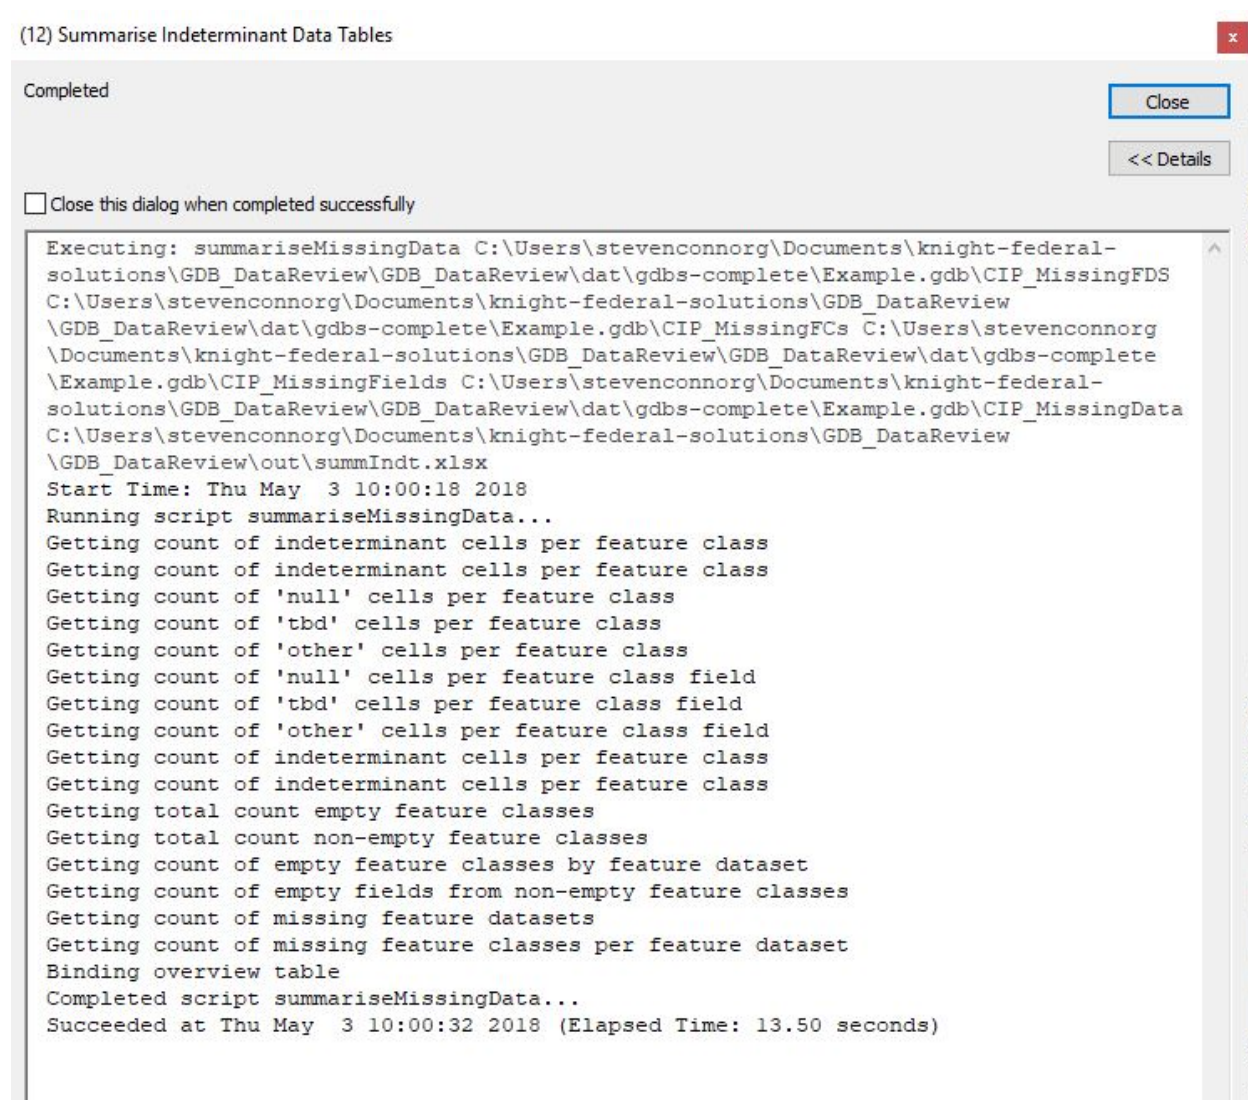 (12) Summarise Indeterminant Data Tables
x
Completed
Close
<< Details
Close this dialog when completed successfully
Executing: summariseMissingData C:\Users\stevenconnorg\Documents\knight-federal-
solutions\GDB_DataReview\GDB_DataReview\dat\gdbs-complete\Example.gdb\CIP_MissingFDS
C:\Users\stevenconnorg\Documents\knight-federal-solutions\GDB_DataReview
\GDB_DataReview\dat\gdbs-complete\Example.gdb\CIP_MissingFCs C:\Users\stevenconnorg
\Documents\knight-federal-solutions\GDB_DataReview\GDB_DataReview\dat\gdbs-complete
\Example.gdb\CIP_MissingFields C:\Users\stevenconnorg\Documents\knight-federal-
solutions\GDB_DataReview\GDB_DataReview\dat\gdbs-complete\Example.gdb\CIP_MissingData
C:\Users\stevenconnorg\Documents\knight-federal-solutions\GDB_DataReview
\GDB_DataReview\out\summIndt.xlsx
Start Time: Thu May  3 10:00:18 2018
Running script summariseMissingData...
Getting count of indeterminant cells per feature class
Getting count of indeterminant cells per feature class
Getting count of 'null' cells per feature class
Getting count of 'tbd' cells per feature class
Getting count of 'other' cells per feature class
Getting count of 'null' cells per feature class field
Getting count of 'tbd' cells per feature class field
Getting count of 'other' cells per feature class field
Getting count of indeterminant cells per feature class
Getting count of indeterminant cells per feature class
Getting total count empty feature classes
Getting total count non-empty feature classes
Getting count of empty feature classes by feature dataset
Getting count of empty fields from non-empty feature classes
Getting count of missing feature datasets
Getting count of missing feature classes per feature dataset
Binding overview table
Completed script summariseMissingData...
Succeeded at Thu May  3 10:00:32 2018 (Elapsed Time: 13.50 seconds)